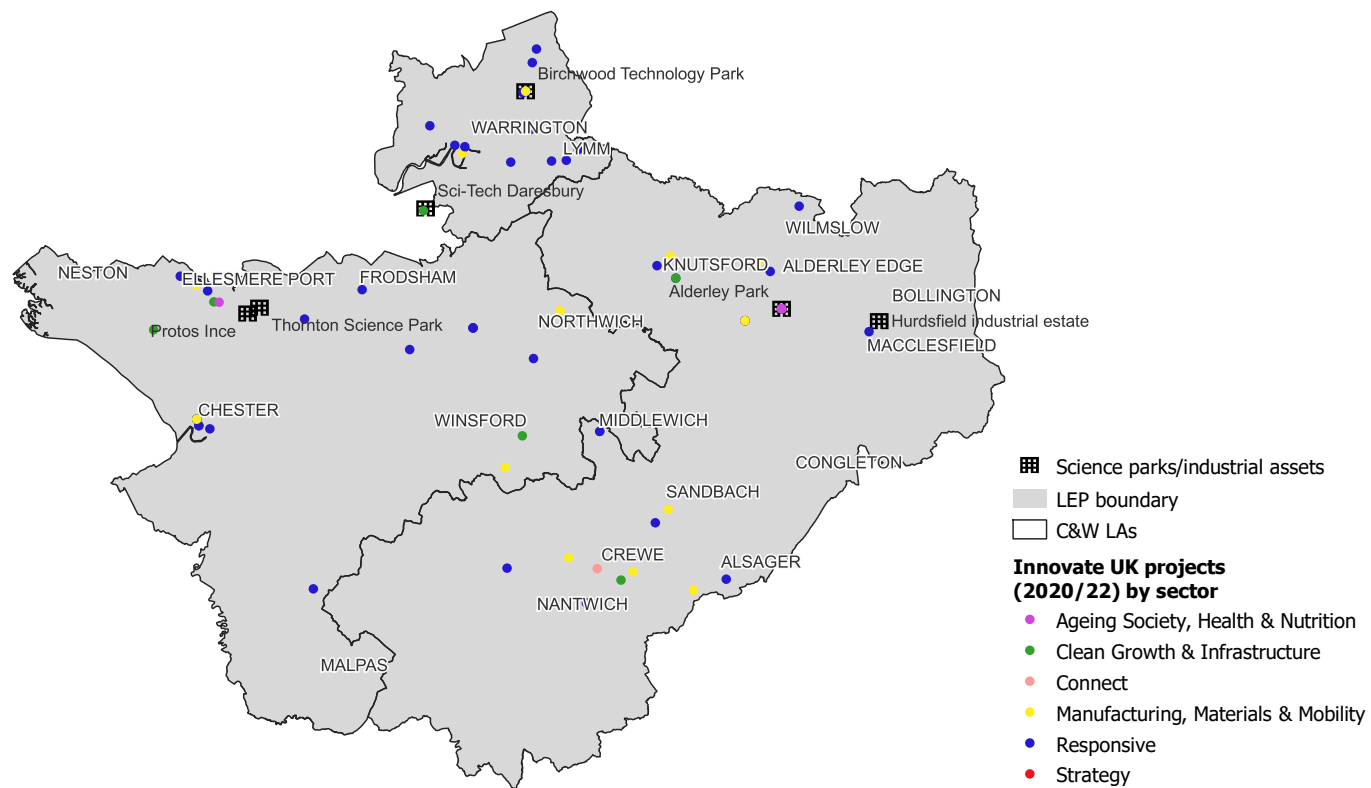 Birchwood Technology Park
WARRINGTON
LYMM
Sci-Tech Daresbury
WILMSLOW
NESTON
ELLESMERE PORT
FRODSHAM
KNUTSFORD
ALDERLEY EDGE
Alderley Park
BOLLINGTON
Protos Ince
Thornton Science Park
NORTHWICH
Hurdsfield industrial estate
MACCLESFIELD
CHESTER
WINSFORD
MIDDLEWICH
CONGLETON
SANDBACH
CREWE
ALSAGER
NANTWICH
MALPAS
Science parks/industrial assets
LEP boundary
C&W LAs
Innovate UK projects
(2020/22) by sector
Ageing Society, Health & Nutrition
Clean Growth & Infrastructure
Connect
Manufacturing, Materials & Mobility
Responsive
Strategy